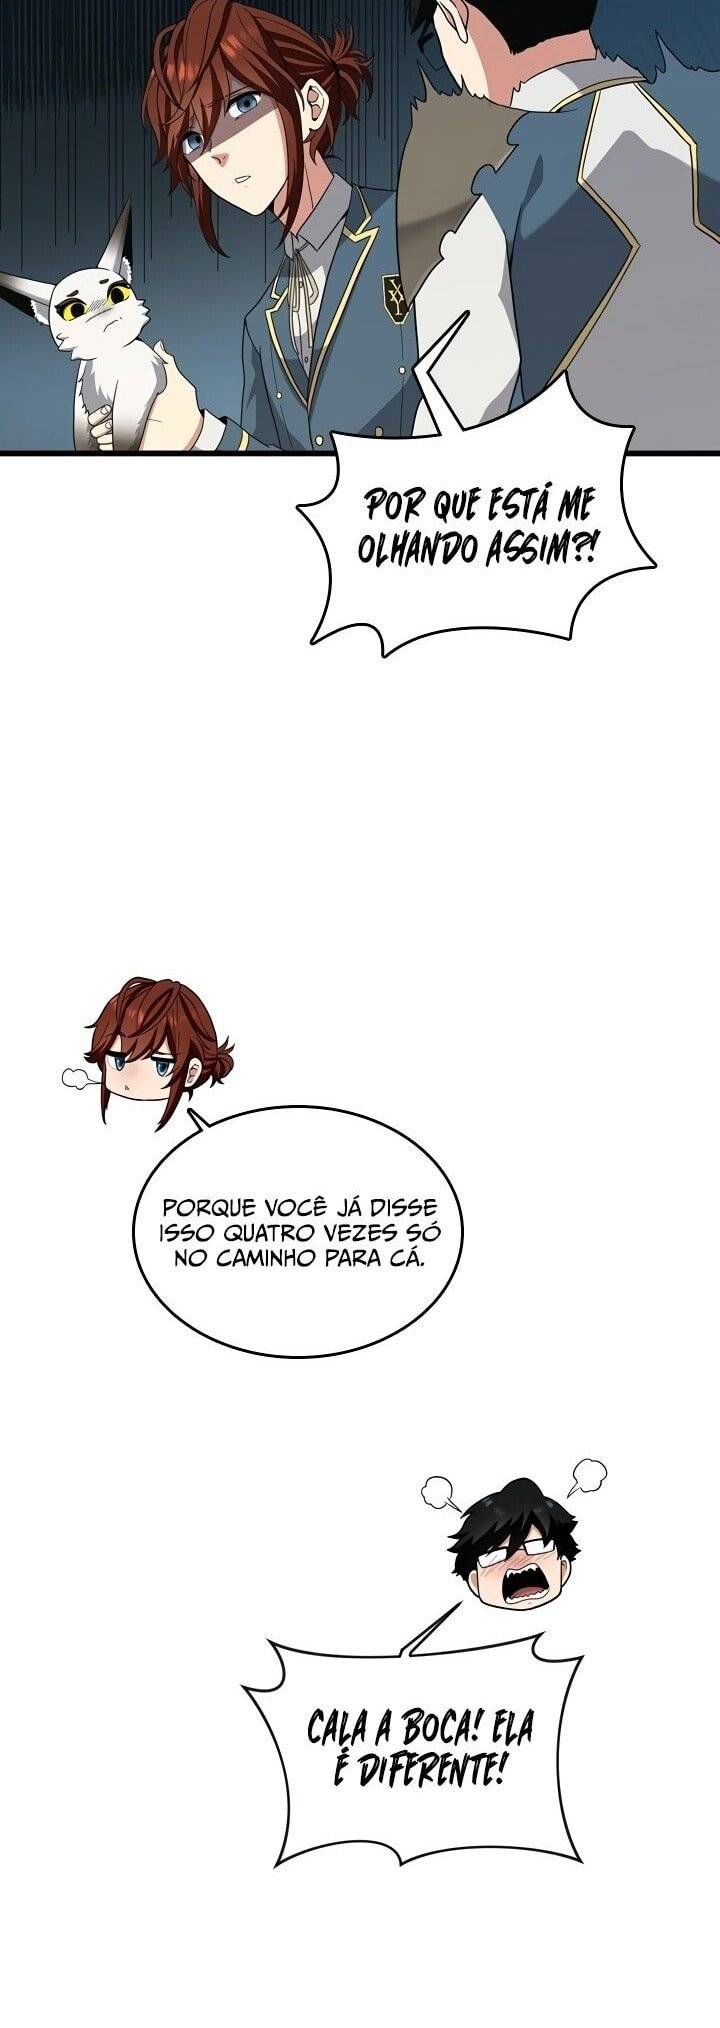 POR QUE ESTÁ ME
OLHANDO ASSIM?!
PORQUE VOCÊ JÁ DISSE
ISSO QUATRO VEZES SÓ
NO CAMINHO PARA CÁ.
CALA A BOCA! ELA
É DIFERENTE!